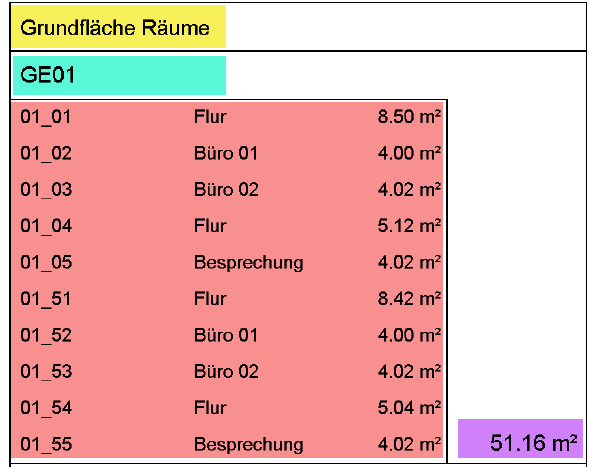 Grundfläche Räume
GE01
01_01 Flur 8.50 m²
01_02 Büro 01 4.00 m²
01_03 Büro 02 4.02 m²
01_04 Flur 5.12 m²
01_05 Besprechung 4.02 m²
01_51 Flur 8.42 m²
01_52 Büro 01 4.00 m²
01_53 Büro 02 4.02 m²
01_54 Flur 5.04 m²
01_55 Besprechung 4.02 m² 51.16 m²